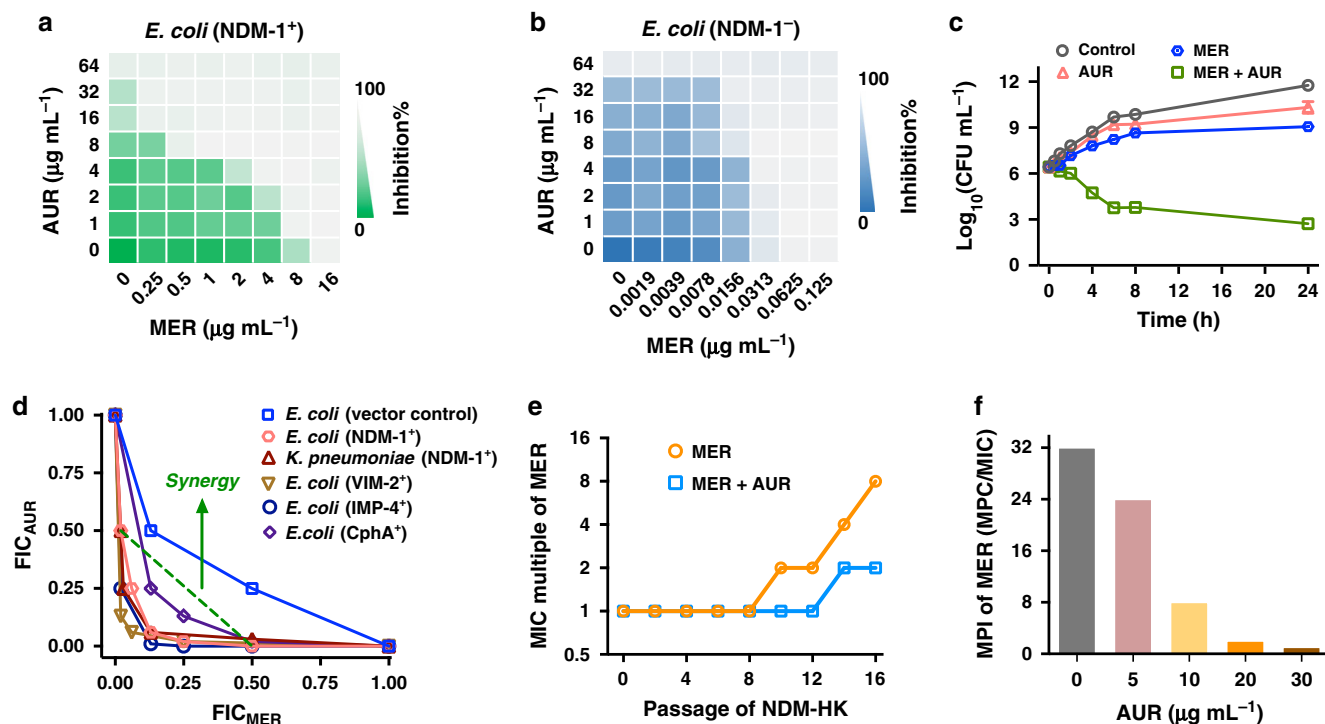 a
E. coli (NDM-1+)
AUR (μg mL−1)
64
32
16
8
4
2
1
0
0
0.25
0.5
1
2
4
8
16
MER (μg mL−1)
100
0
Inhibition%
b
E. coli (NDM-1−)
AUR (μg mL−1)
64
32
16
8
4
2
1
0
0
0.0019
0.0039
0.0078
0.0156
0.0313
0.0625
0.125
MER (μg mL−1)
100
0
Inhibition%
c
Control
MER
AUR
MER + AUR
Log10(CFU mL−1)
12
9
6
3
0
0
4
8
12
16
20
24
Time (h)
d
FICAUR
1.00
0.75
0.50
0.25
0.00
0.00
0.25
0.50
0.75
1.00
FICMER
Synergy
E. coli (vector control)
E. coli (NDM-1+)
K. pneumoniae (NDM-1+)
E. coli (VIM-2+)
E. coli (IMP-4+)
E.coli (CphA+)
e
MIC multiple of MER
16
8
4
2
1
0.5
MER
MER + AUR
0
4
8
12
16
Passage of NDM-HK
f
MPI of MER (MPC/MIC)
32
24
16
8
0
0
5
10
20
30
AUR (μg mL−1)